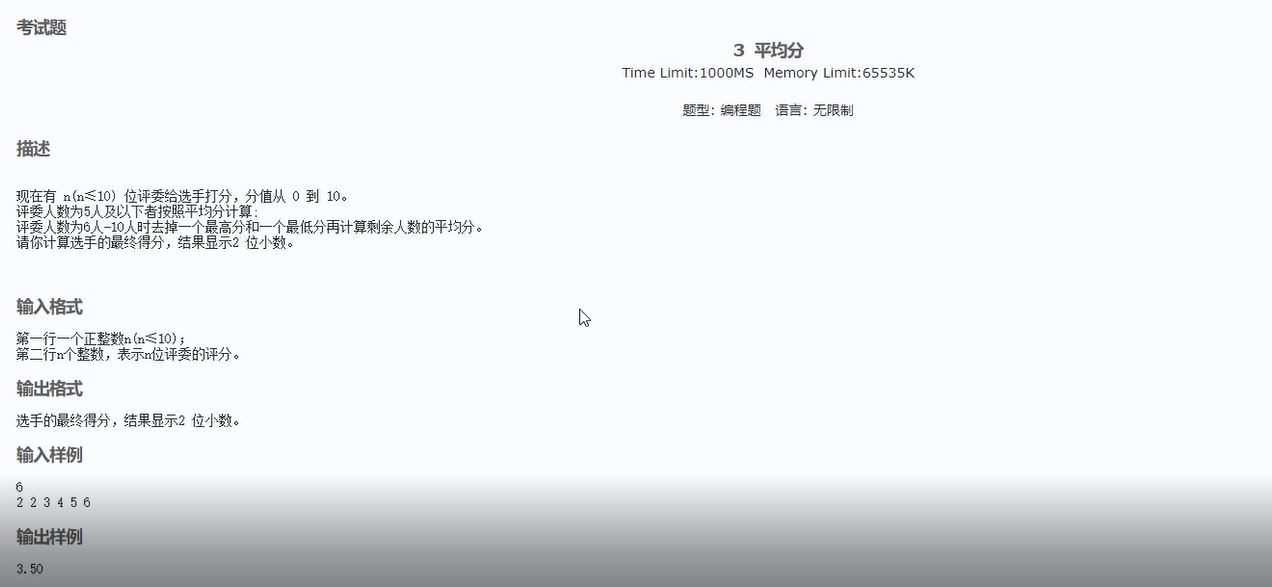 考试题
3 平均分
Time Limit:1000MS Memory Limit:65535K
题型: 编程题 语言: 无限制
描述
现在有 n(n≤10) 位评委给选手打分，分值从 0 到 10。
评委人数为5人及以下者按照平均分计算；
评委人数为6人-10人时去掉一个最高分和一个最低分再计算剩余人数的平均分。
请你计算选手的最终得分，结果显示2 位小数。
输入格式
第一行一个正整数n(n≤10)；
第二行n个整数，表示n位评委的评分。
输出格式
选手的最终得分，结果显示2 位小数。
输入样例
6
2 2 3 4 5 6
输出样例
3.50